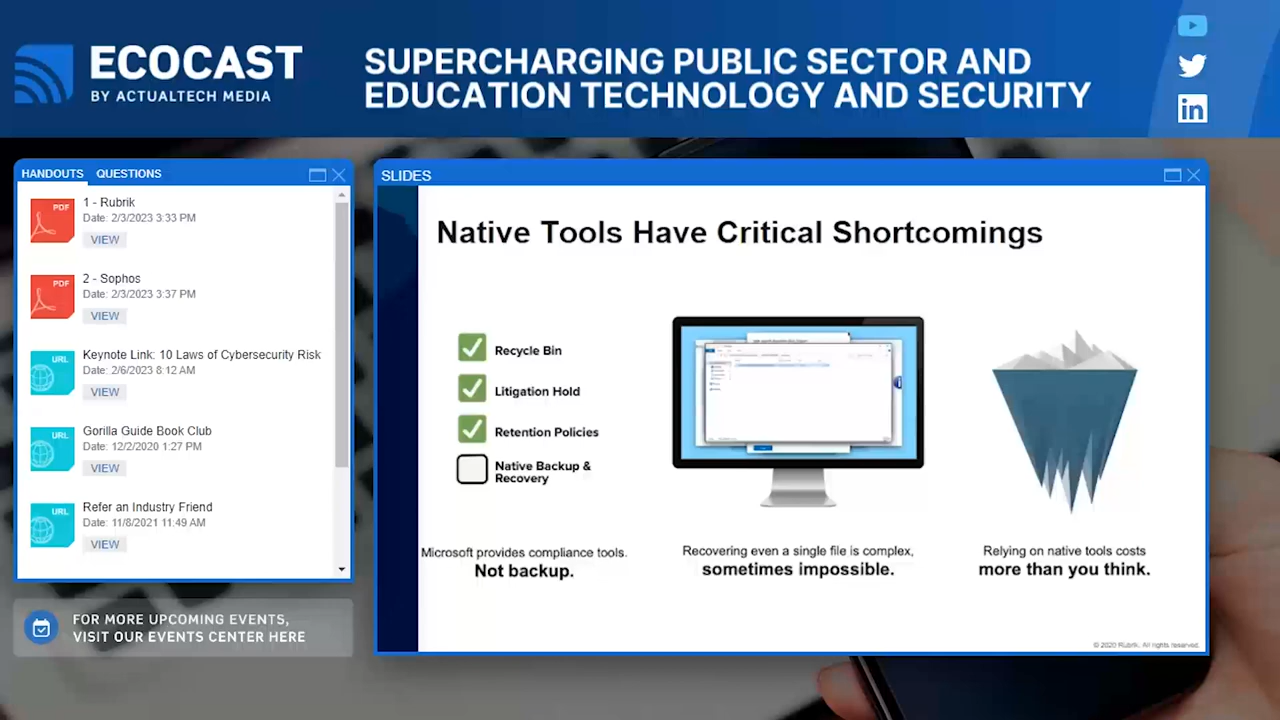 ECOCAST
BY ACTUALTECH MEDIA
SUPERCHARGING PUBLIC SECTOR AND
EDUCATION TECHNOLOGY AND SECURITY
in
HANDOUTS QUESTIONS
PDF
1 - Rubrik
Date: 2/3/2023 3:33 PM
VIEW
PDF
2 - Sophos
Date: 2/3/2023 3:37 PM
VIEW
URL
Keynote Link: 10 Laws of Cybersecurity Risk
Date: 2/6/2023 8:12 AM
VIEW
URL
Gorilla Guide Book Club
Date: 12/2/2020 1:27 PM
VIEW
URL
Refer an Industry Friend
Date: 11/8/2021 11:49 AM
VIEW
FOR MORE UPCOMING EVENTS,
VISIT OUR EVENTS CENTER HERE
SLIDES
Native Tools Have Critical Shortcomings
Recycle Bin
Litigation Hold
Retention Policies
Native Backup &
Recovery
Microsoft provides compliance tools.
Not backup.
Recovering even a single file is complex,
sometimes impossible.
Relying on native tools costs
more than you think.
© 2020 Rubrik. All rights reserved.